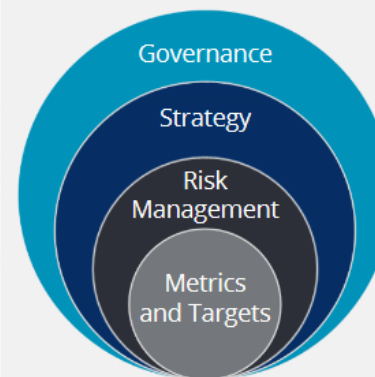 Governance
Strategy
Risk
Management
Metrics
and Targets